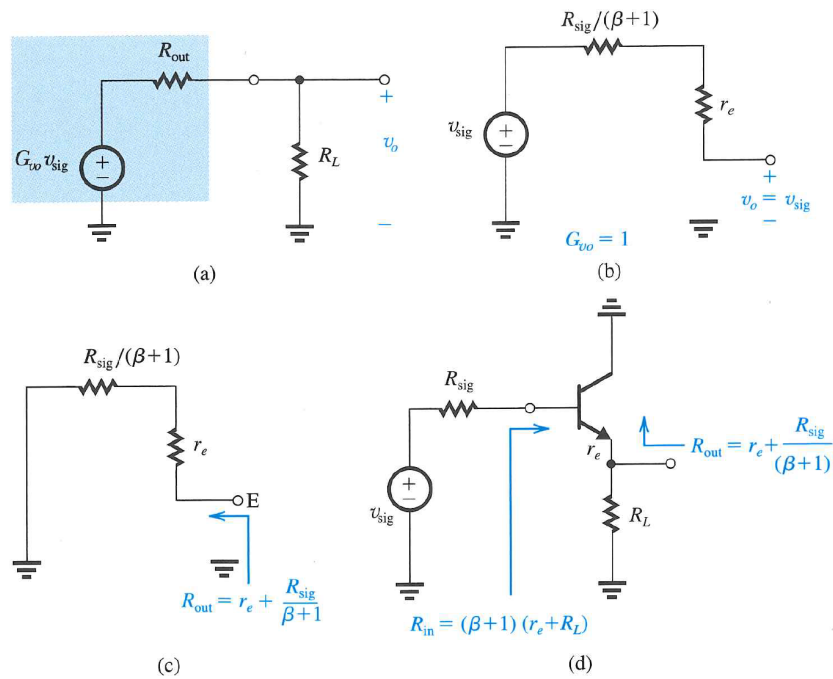 R_out
G_vo v_sig
+
−
R_L
+
v_o
−
(a)
R_sig/(β+1)
v_sig
+
−
r_e
+
v_o = v_sig
−
G_vo = 1
(b)
R_sig/(β+1)
r_e
E
R_out = r_e + R_sig/β+1
(c)
R_sig
v_sig
+
−
r_e
R_out = r_e + R_sig/(β+1)
R_L
R_in = (β+1) (r_e+R_L)
(d)